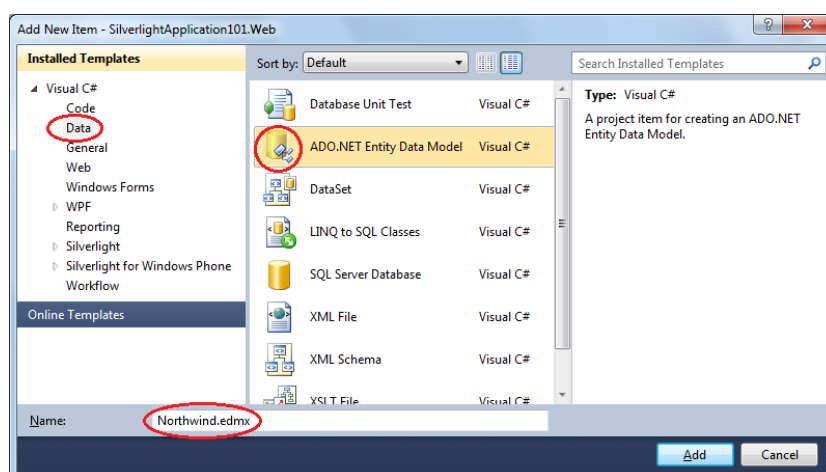 Add New Item - SilverlightApplication101.Web
Installed Templates
Visual C#
Code
Data
General
Web
Windows Forms
WPF
Reporting
Silverlight
Silverlight for Windows Phone
Workflow
Online Templates
Sort by: Default
Database Unit Test Visual C#
ADO.NET Entity Data Model Visual C#
DataSet Visual C#
LINQ to SQL Classes Visual C#
SQL Server Database Visual C#
XML File Visual C#
XML Schema Visual C#
XSLT File Visual C#
Search Installed Templates
Type: Visual C#
A project item for creating an ADO.NET
Entity Data Model.
Name: Northwind.edmx
Add Cancel